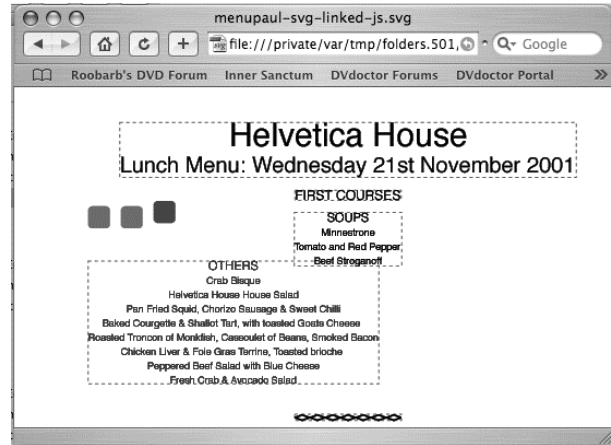 menupaul-svg-linked-js.svg
file:///private/var/tmp/folders.501, Google
Roobarb's DVD Forum Inner Sanctum DVdoctor Forums DVdoctor Portal »
Helvetica House
Lunch Menu: Wednesday 21st November 2001
FIRST COURSES
SOUPS
Minnestrone
Tomato and Red Pepper
Beef Stroganoff
OTHERS
Crab Bisque
Helvetica House House Salad
Pan Fried Squid, Chorizo Sausage & Sweet Chilli
Baked Courgette & Shallot Tart, with toasted Goats Cheese
Roasted Troncon of Monkfish, Cassoulet of Beans, Smoked Bacon
Chicken Liver & Foie Gras Terrine, Toasted brioche
Peppered Beef Salad with Blue Cheese
Fresh Crab & Avocado Salad